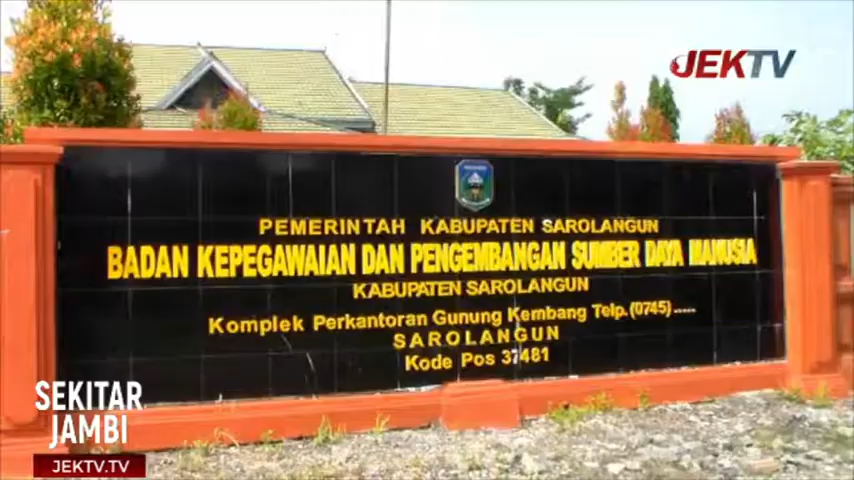 JEKTV
PEMERINTAH KABUPATEN SAROLANGUN
BADAN KEPEGAWAIAN DAN PENGEMBANGAN SUMBER DAYA MANUSIA
KABUPATEN SAROLANGUN
Komplek Perkantoran Gunung Kembang Telp. (0745) .....
SAROLANGUN
Kode Pos 37481
SEKITAR
JAMBI
JEKTV.TV